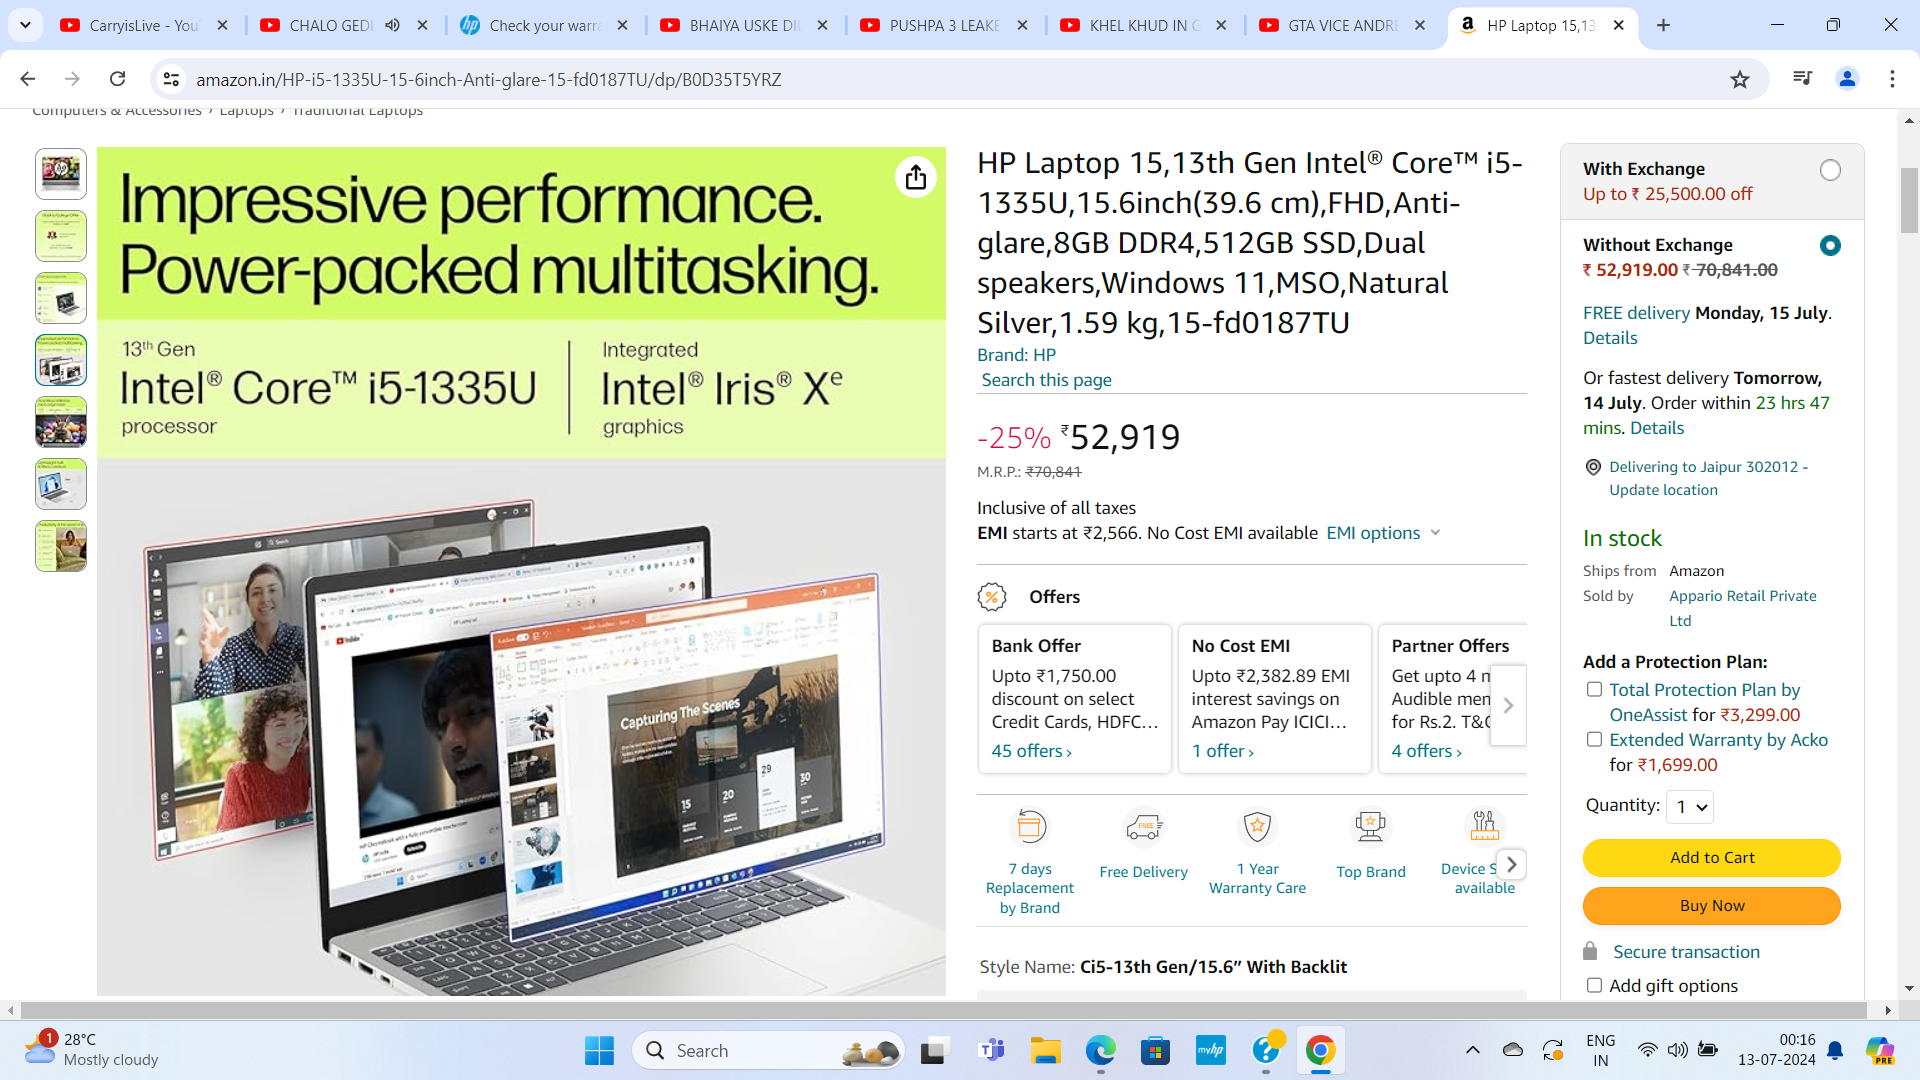 CarryisLive - You
CHALO GEDI
Check your warra
BHAIYA USKE DIL
PUSHPA 3 LEAKE
KHEL KHUD IN G
GTA VICE ANDRE
HP Laptop 15,13
amazon.in/HP-i5-1335U-15-6inch-Anti-glare-15-fd0187TU/dp/B0D35T5YRZ
Computers & Accessories › Laptops › Traditional Laptops
Impressive performance.
Power-packed multitasking.
13th Gen
Intel® Core™ i5-1335U
processor
Integrated
Intel® Iris® Xe
graphics
Capturing The Scenes
15
20
29
30
HP Laptop 15,13th Gen Intel® Core™ i5-
1335U,15.6inch(39.6 cm),FHD,Anti-
glare,8GB DDR4,512GB SSD,Dual
speakers,Windows 11,MSO,Natural
Silver,1.59 kg,15-fd0187TU
Brand: HP
Search this page
-25% ₹52,919
M.R.P.: ₹70,841
Inclusive of all taxes
EMI starts at ₹2,566. No Cost EMI available EMI options
Offers
Bank Offer
Upto ₹1,750.00
discount on select
Credit Cards, HDFC…
45 offers ›
No Cost EMI
Upto ₹2,382.89 EMI
interest savings on
Amazon Pay ICICI…
1 offer ›
Partner Offers
Get upto 4 m
Audible mem
for Rs.2. T&C
4 offers ›
7 days
Replacement
by Brand
Free Delivery
1 Year
Warranty Care
Top Brand
Device S
available
Style Name: Ci5-13th Gen/15.6” With Backlit
With Exchange
Up to ₹ 25,500.00 off
Without Exchange
₹ 52,919.00 ₹ 70,841.00
FREE delivery Monday, 15 July.
Details
Or fastest delivery Tomorrow,
14 July. Order within 23 hrs 47
mins. Details
Delivering to Jaipur 302012 -
Update location
In stock
Ships from Amazon
Sold by Appario Retail Private
Ltd
Add a Protection Plan:
Total Protection Plan by
OneAssist for ₹3,299.00
Extended Warranty by Acko
for ₹1,699.00
Quantity: 1
Add to Cart
Buy Now
Secure transaction
Add gift options
1
28°C
Mostly cloudy
Search
myhp
PRE
ENG
IN
00:16
13-07-2024